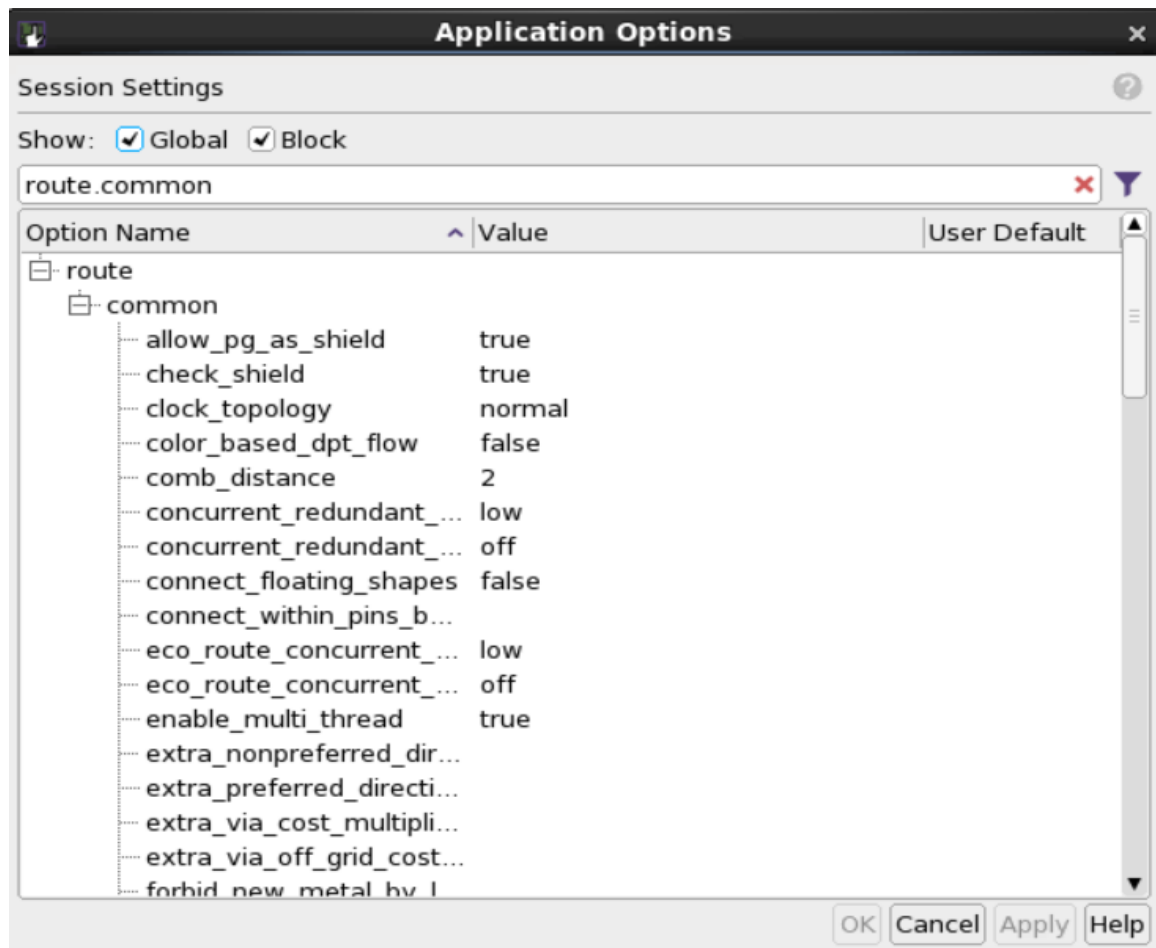 Application Options
Session Settings
Show: Global Block
route.common
Option Name Value User Default
route
common
allow_pg_as_shield true
check_shield true
clock_topology normal
color_based_dpt_flow false
comb_distance 2
concurrent_redundant_... low
concurrent_redundant_... off
connect_floating_shapes false
connect_within_pins_b...
eco_route_concurrent_... low
eco_route_concurrent_... off
enable_multi_thread true
extra_nonpreferred_dir...
extra_preferred_directi...
extra_via_cost_multipli...
extra_via_off_grid_cost...
forbid_new_metal_by_l
OK Cancel Apply Help